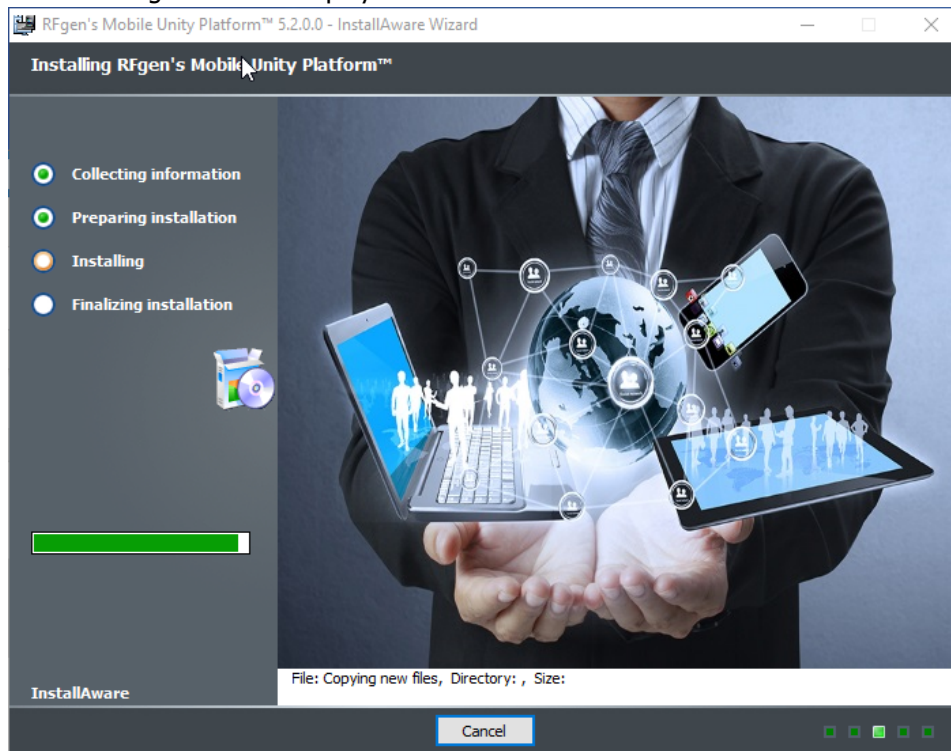 RFgen's Mobile Unity Platform™ 5.2.0.0 - InstallAware Wizard
Installing RFgen's Mobile Unity Platform™
Collecting information
Preparing installation
Installing
Finalizing installation
File: Copying new files, Directory: , Size:
InstallAware
Cancel